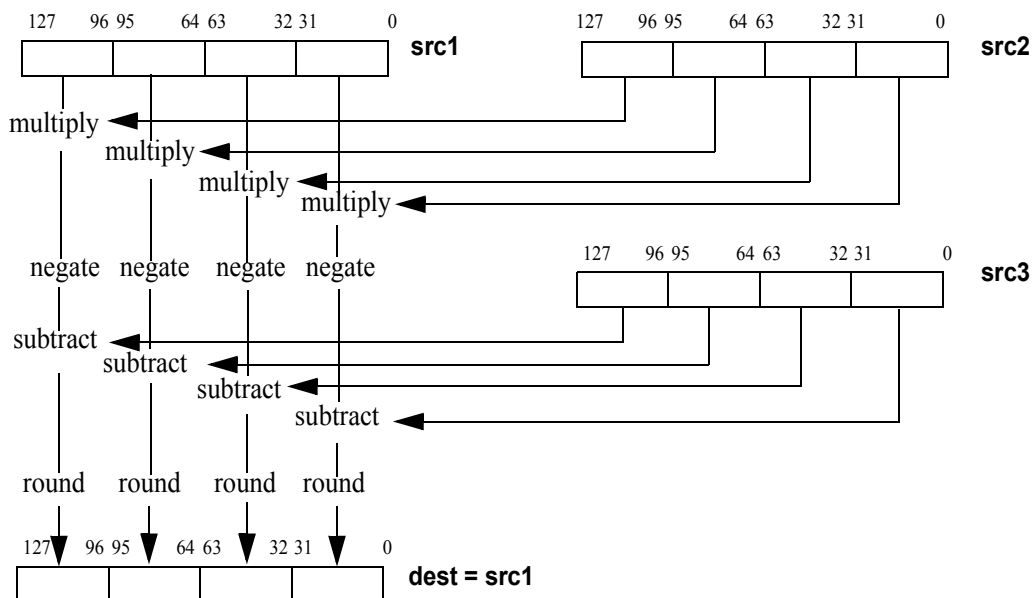 127 96 95 64 63 32 31 0 src1 127 96 95 64 63 32 31 0 src2
multiply
multiply
multiply
multiply
negate negate negate negate
127 96 95 64 63 32 31 0 src3
subtract
subtract
subtract
subtract
round round round round
127 96 95 64 63 32 31 0
dest = src1